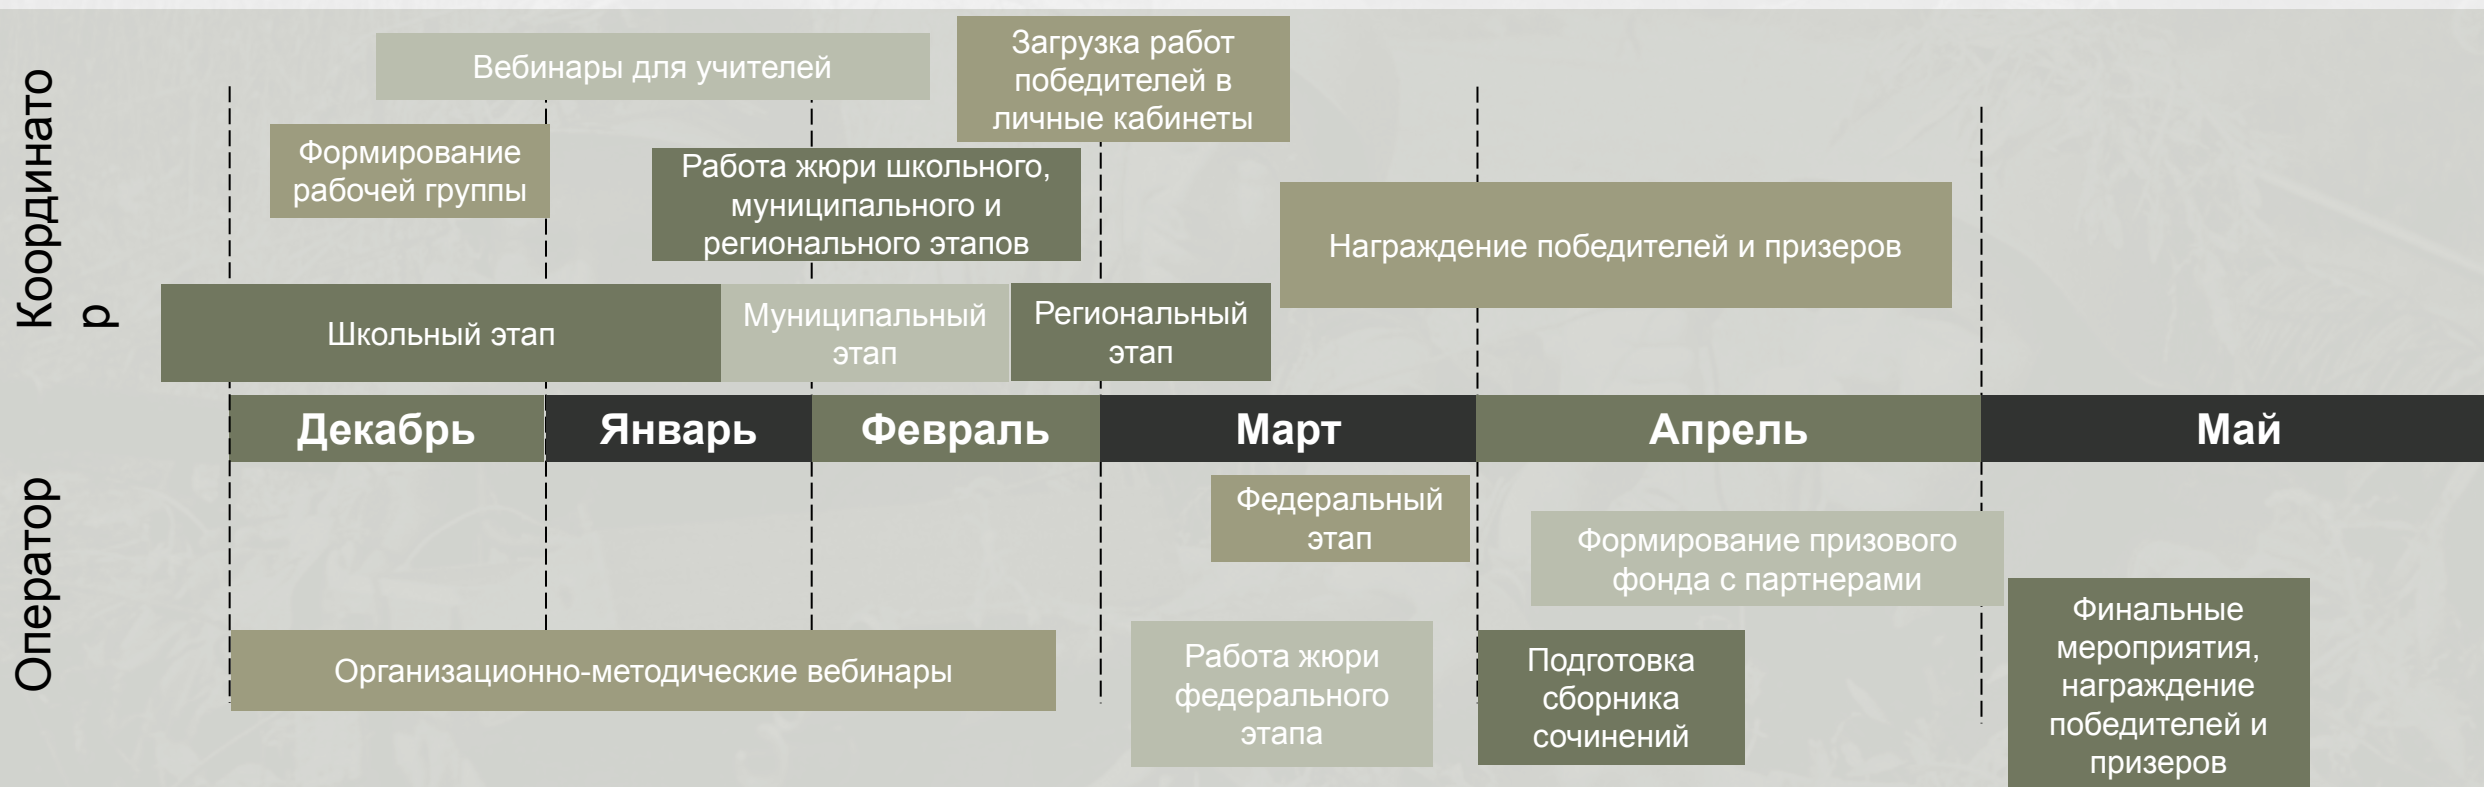 Координато
р
Вебинары для учителей
Загрузка работ
победителей в
личные кабинеты
Формирование
рабочей группы
Работа жюри школьного,
муниципального и
регионального этапов
Награждение победителей и призеров
Школьный этап
Муниципальный
этап
Региональный
этап
Декабрь
Январь
Февраль
Март
Апрель
Май
Оператор
Федеральный
этап
Формирование призового
фонда с партнерами
Организационно-методические вебинары
Работа жюри
федерального
этапа
Подготовка
сборника
сочинений
Финальные
мероприятия,
награждение
победителей и
призеров